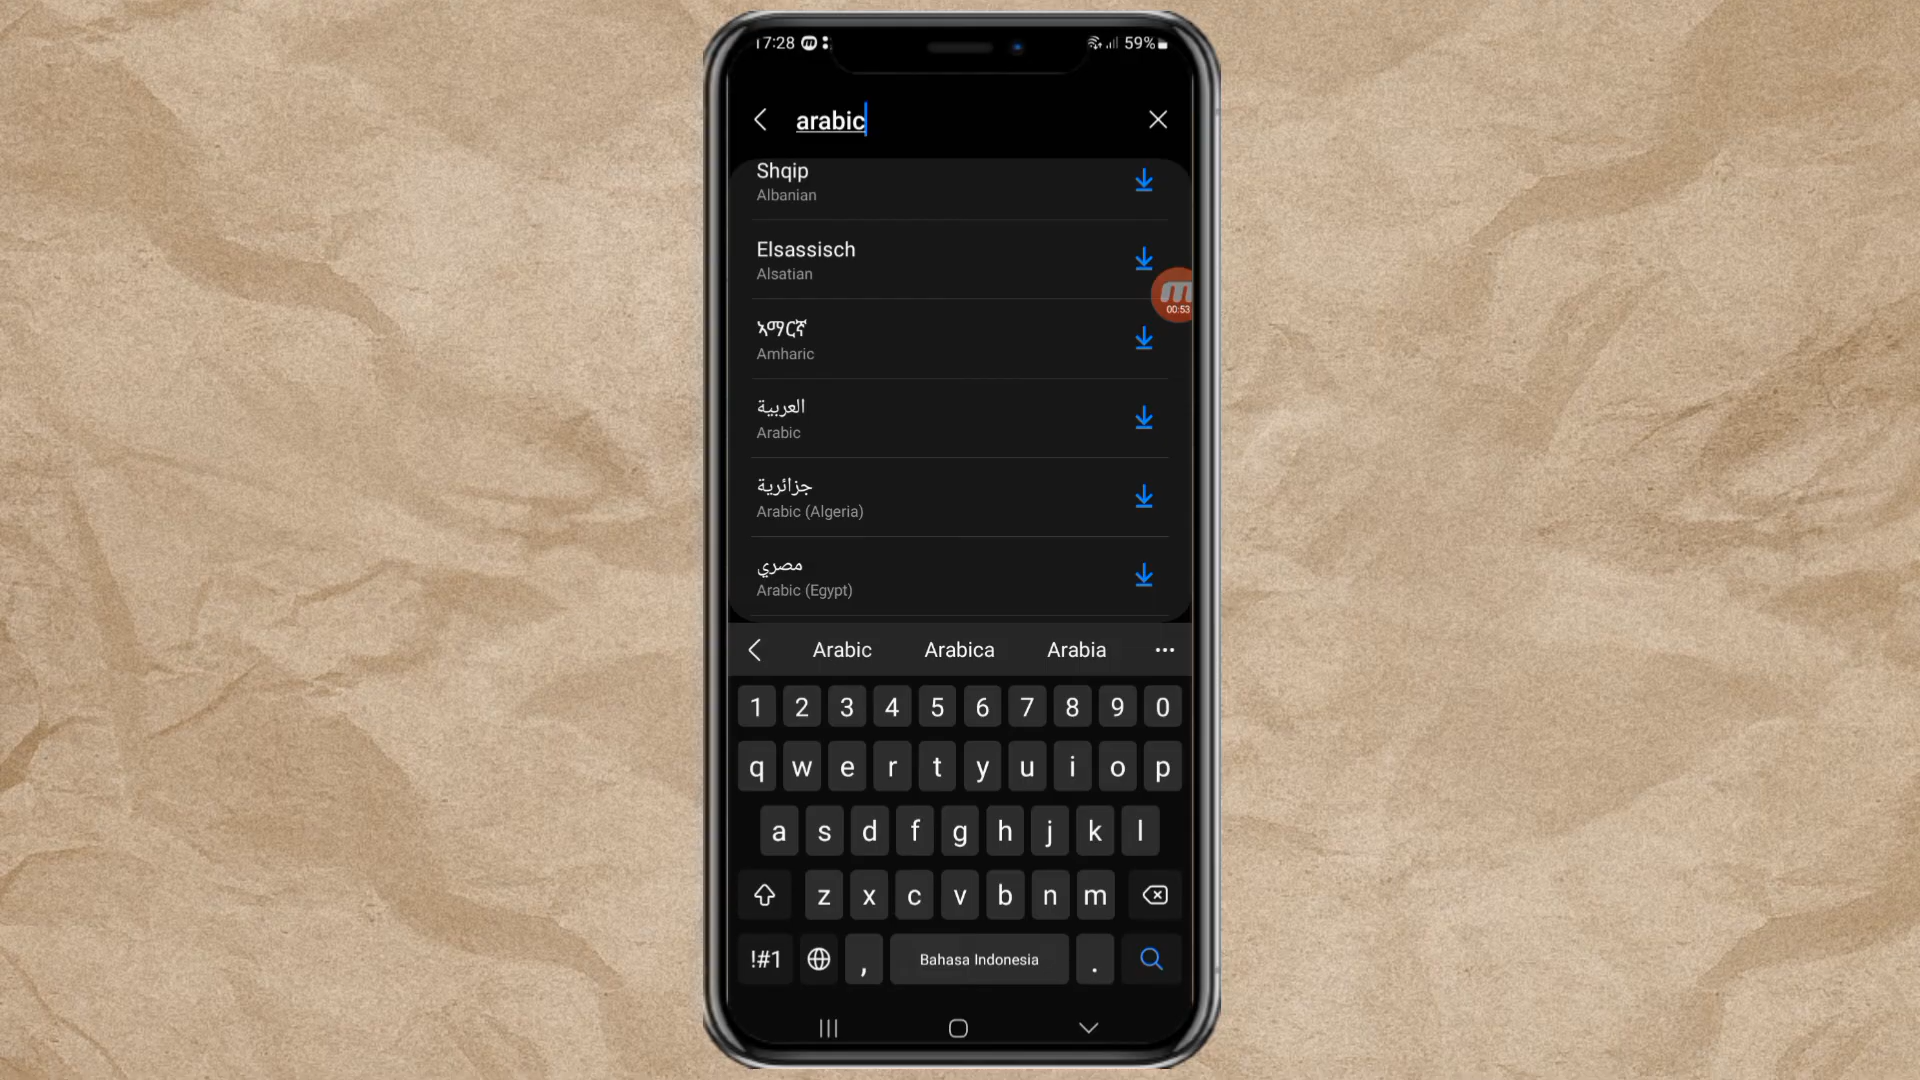 17:28 59%
arabic
Shqip
Albanian
Elsassisch
Alsatian
00:53
አማርኛ
Amharic
العربية
Arabic
جزائرية
Arabic (Algeria)
مصري
Arabic (Egypt)
Arabic Arabica Arabia
1 2 3 4 5 6 7 8 9 0
q w e r t y u i o p
a s d f g h j k l
z x c v b n m
!#1 , Bahasa Indonesia .